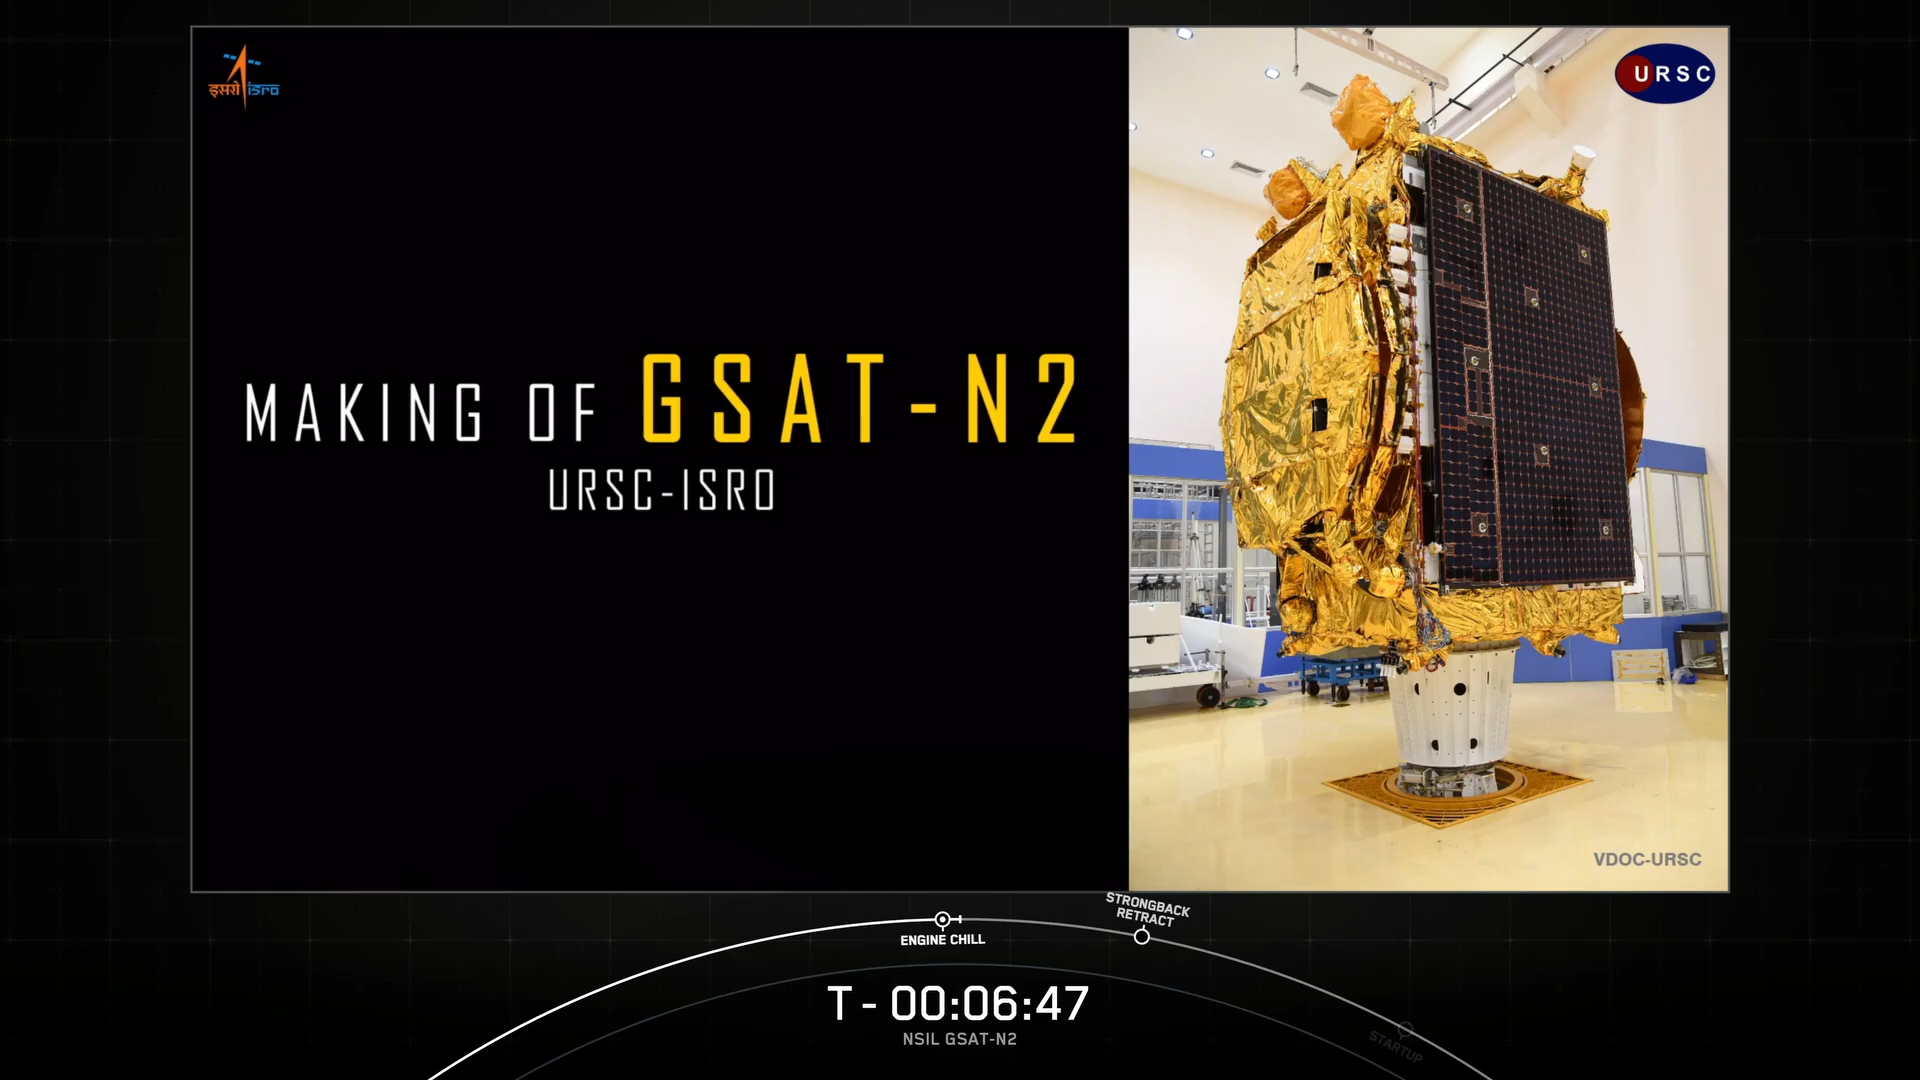 इसरो isro
URSC
MAKING OF GSAT-N2
URSC-ISRO
VDOC-URSC
STRONGBACK
RETRACT
ENGINE CHILL
T- 00:06:47
NSIL GSAT-N2
STARTUP